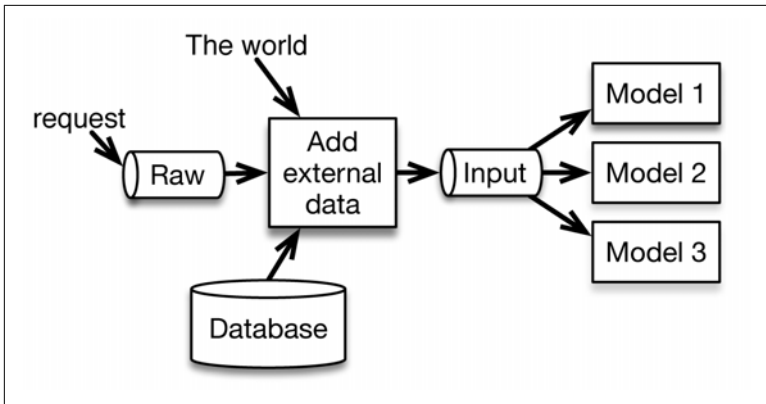 The world
request
Raw
Add
external
data
Input
Model 1
Model 2
Model 3
Database